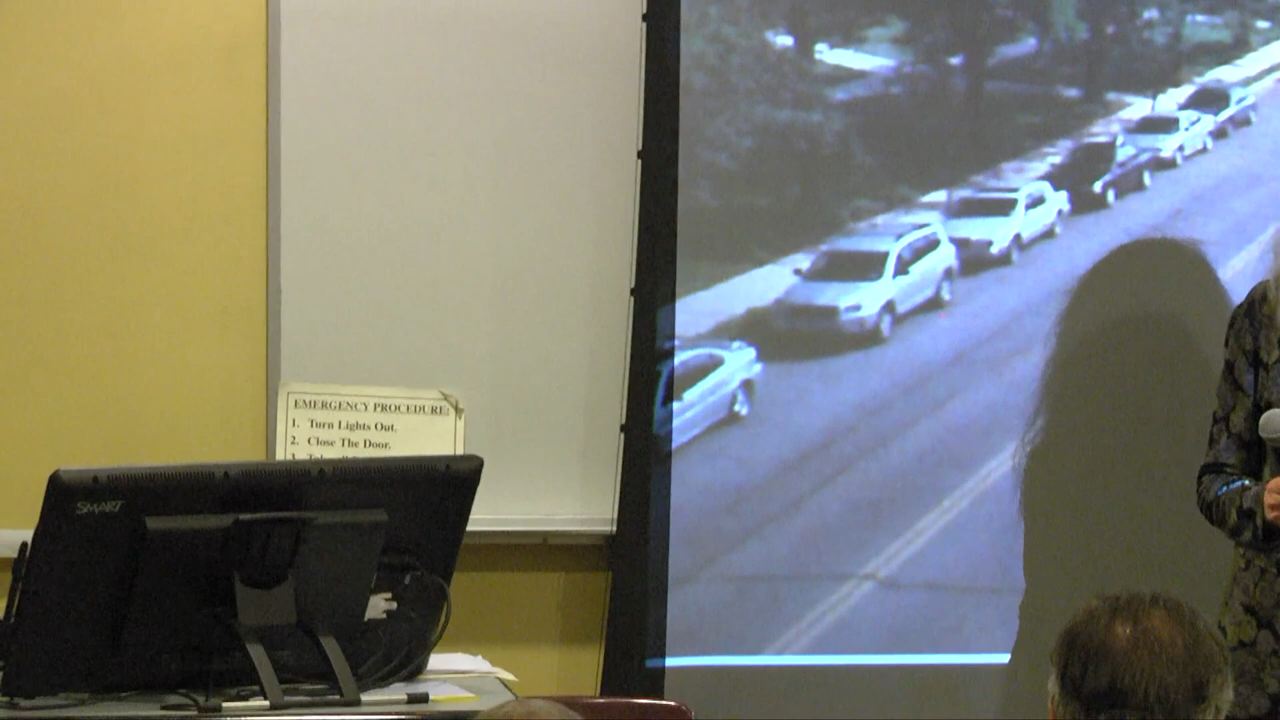 EMERGENCY PROCEDURE:
1. Turn Lights Out.
2. Close The Door.
SMART